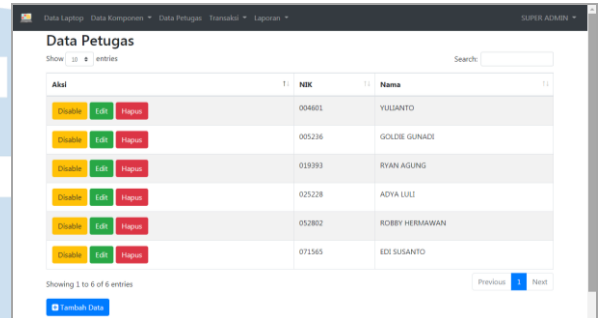 Data Laptop Data Komponen Data Petugas Transaksi Laporan SUPER ADMIN
Data Petugas
Show 10 entries Search:
Aksi NIK Nama
Disable Edit Hapus 004601 YULIANTO
Disable Edit Hapus 005236 GOLDIE GUNADI
Disable Edit Hapus 019393 RYAN AGUNG
Disable Edit Hapus 025228 ADYA LULI
Disable Edit Hapus 052802 ROBBY HERMAWAN
Disable Edit Hapus 071565 EDI SUSANTO
Showing 1 to 6 of 6 entries Previous 1 Next
Tambah Data